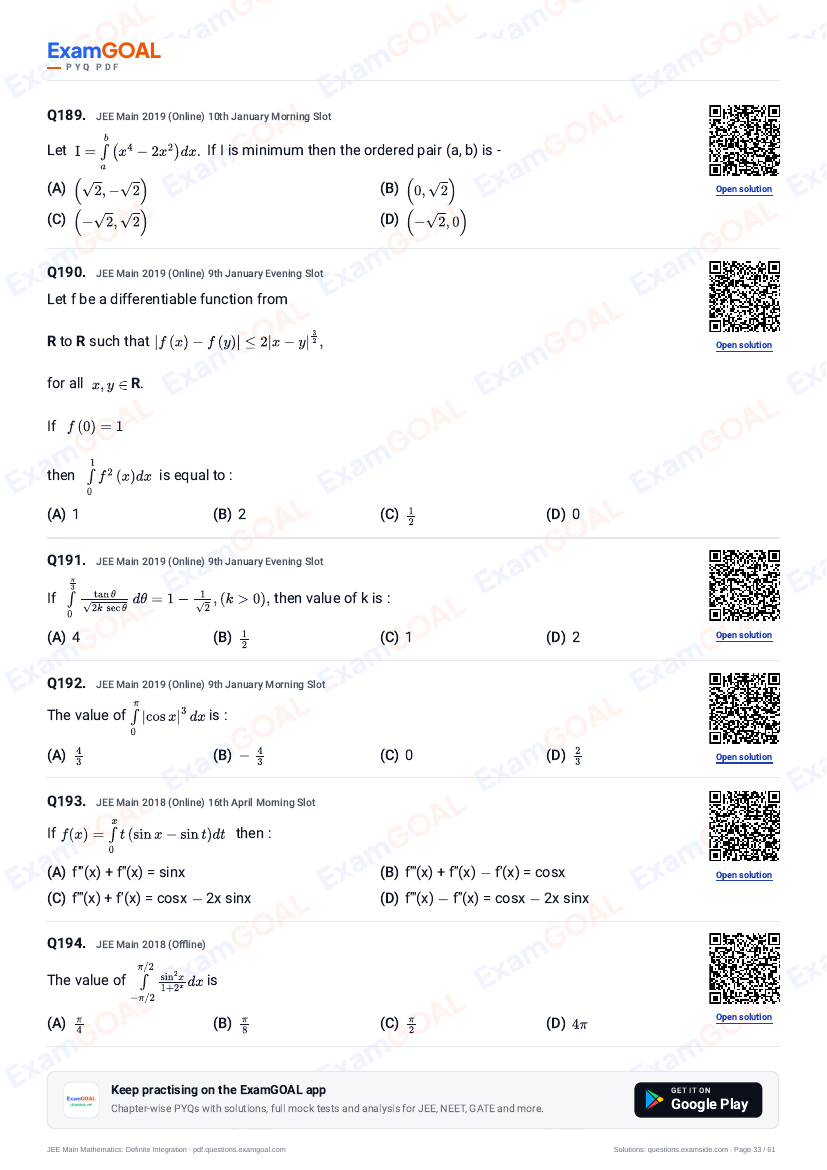 ExamGOAL
PYQ PDF
Q189. JEE Main 2019 (Online) 10th January Morning Slot
Let I = ∫_a^b (x⁴ − 2x²) dx. If I is minimum then the ordered pair (a, b) is -
(A) (√2, −√2) (B) (0, √2)
(C) (−√2, √2) (D) (−√2, 0)
Open solution
Q190. JEE Main 2019 (Online) 9th January Evening Slot
Let f be a differentiable function from
R to R such that |f (x) − f (y)| ≤ 2|x − y|^(3/2),
for all x, y ∈ R.
If f (0) = 1
then ∫_0^1 f² (x)dx is equal to :
(A) 1 (B) 2 (C) 1/2 (D) 0
Open solution
Q191. JEE Main 2019 (Online) 9th January Evening Slot
If ∫_0^(π/3) tan θ/√(2k sec θ) dθ = 1 − 1/√2, (k > 0), then value of k is :
(A) 4 (B) 1/2 (C) 1 (D) 2
Open solution
Q192. JEE Main 2019 (Online) 9th January Morning Slot
The value of ∫_0^π |cos x|³ dx is :
(A) 4/3 (B) − 4/3 (C) 0 (D) 2/3
Open solution
Q193. JEE Main 2018 (Online) 16th April Morning Slot
If f(x) = ∫_0^x t (sin x − sin t)dt then :
(A) f'''(x) + f''(x) = sinx (B) f'''(x) + f''(x) − f'(x) = cosx
(C) f'''(x) + f'(x) = cosx − 2x sinx (D) f'''(x) − f''(x) = cosx − 2x sinx
Open solution
Q194. JEE Main 2018 (Offline)
The value of ∫_(−π/2)^(π/2) sin²x/(1+2ˣ) dx is
(A) π/4 (B) π/8 (C) π/2 (D) 4π
Open solution
Keep practising on the ExamGOAL app
Chapter-wise PYQs with solutions, full mock tests and analysis for JEE, NEET, GATE and more.
GET IT ON
Google Play
JEE Main Mathematics: Definite Integration · pdf.questions.examgoal.com Solutions: questions.examside.com · Page 33 / 61